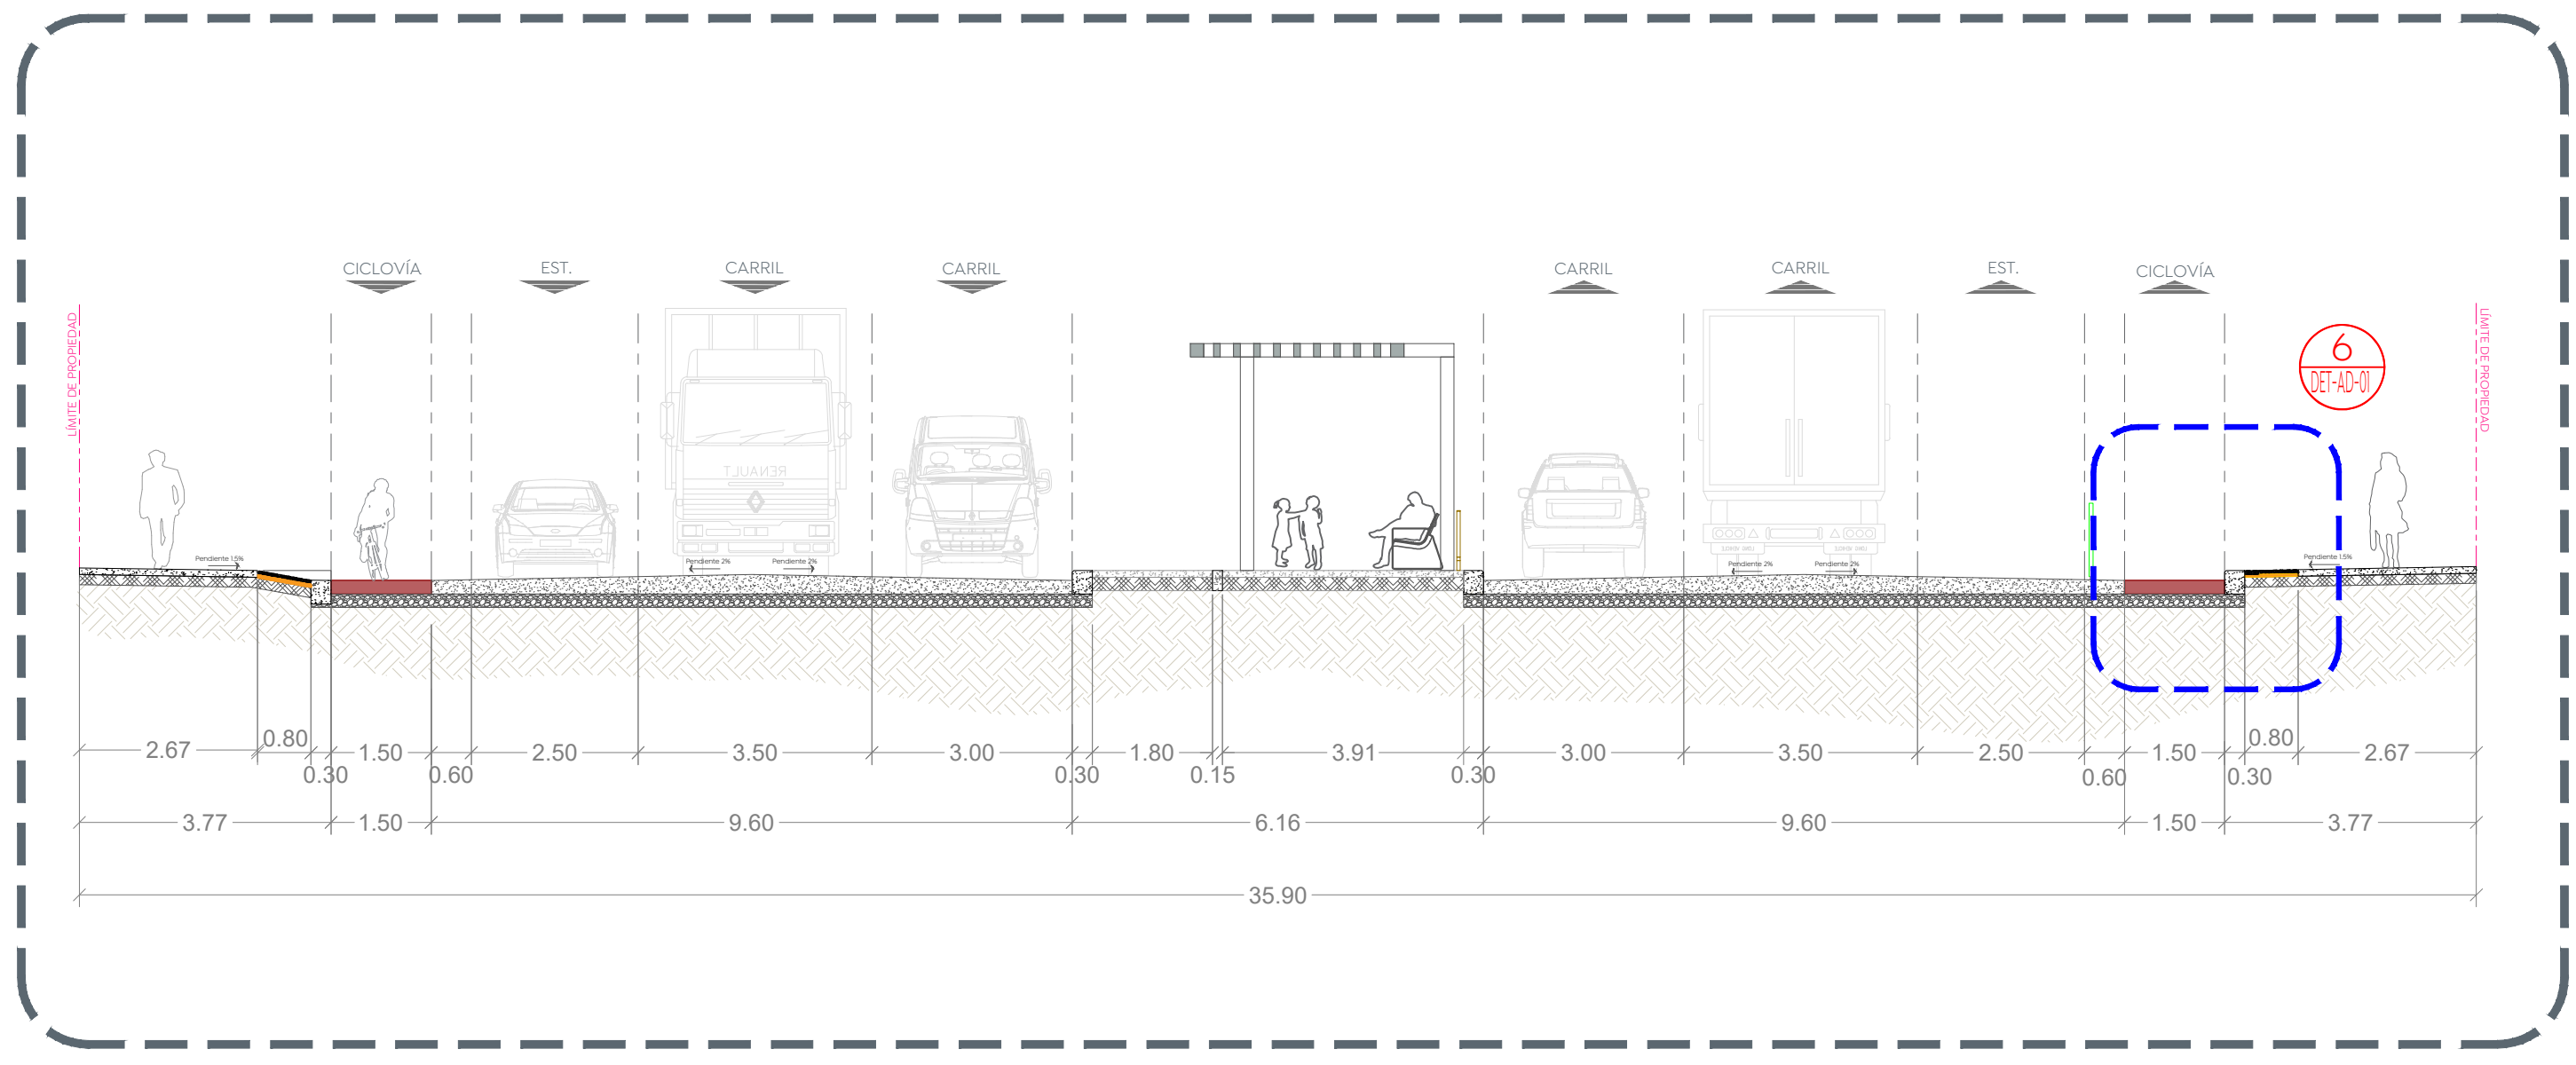 CICLOVÍA
EST.
CARRIL
CARRIL
CARRIL
CARRIL
EST.
CICLOVÍA
LÍMITE DE PROPIEDAD
LÍMITE DE PROPIEDAD
6
DET-AD-01
RENAULT
Pendiente 1.5%
Pendiente 2%
Pendiente 2%
Pendiente 2%
Pendiente 2%
Pendiente 1.5%
2.67
0.80
0.30
1.50
0.60
2.50
3.50
3.00
0.30
1.80
0.15
3.91
0.30
3.00
3.50
2.50
0.60
1.50
0.30
0.80
2.67
3.77
1.50
9.60
6.16
9.60
1.50
3.77
35.90